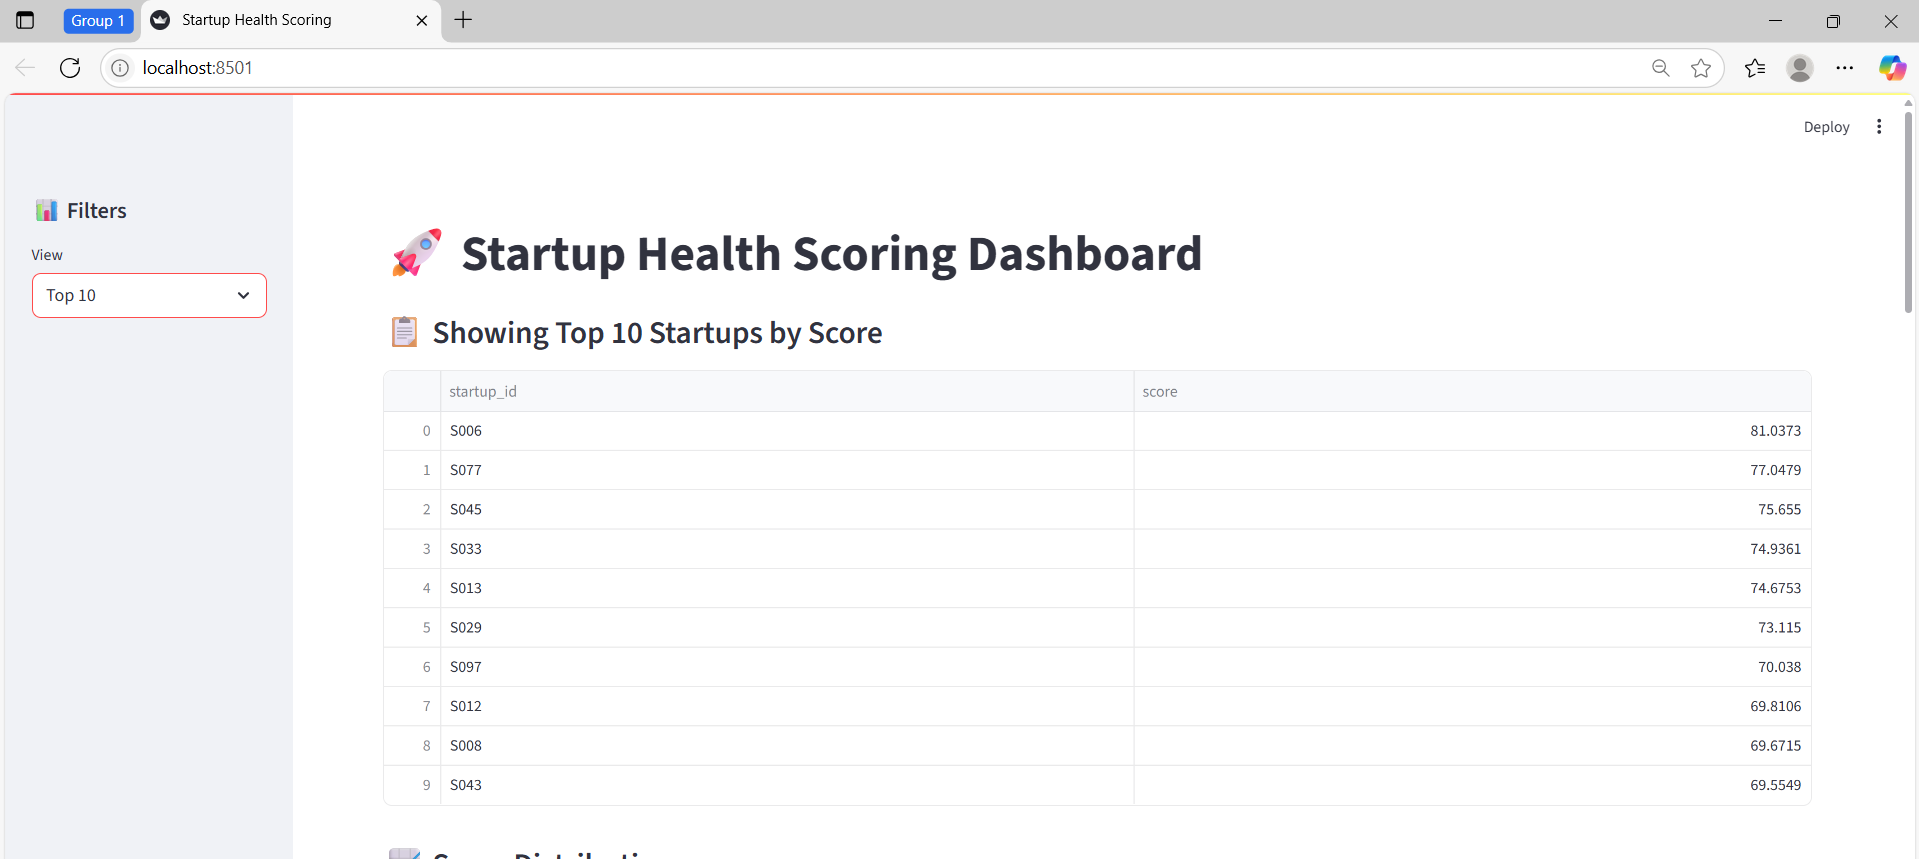 Group 1
Startup Health Scoring
localhost:8501
Deploy
Filters
View
Top 10
Startup Health Scoring Dashboard
Showing Top 10 Startups by Score
startup_id score
0 S006 81.0373
1 S077 77.0479
2 S045 75.655
3 S033 74.9361
4 S013 74.6753
5 S029 73.115
6 S097 70.038
7 S012 69.8106
8 S008 69.6715
9 S043 69.5549